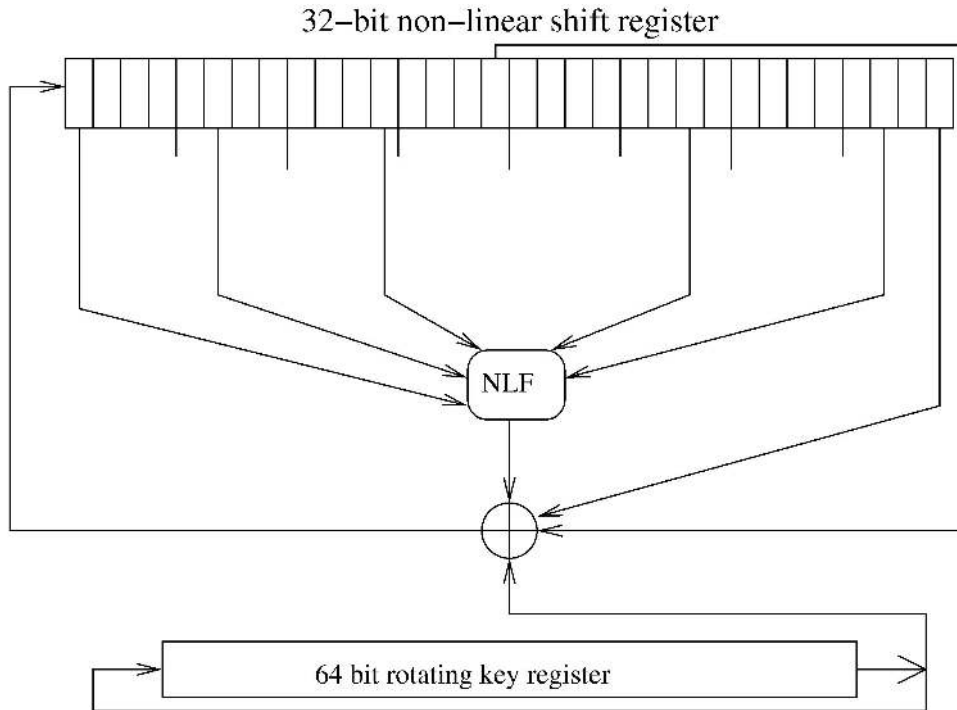 32−bit non−linear shift register
NLF
64 bit rotating key register